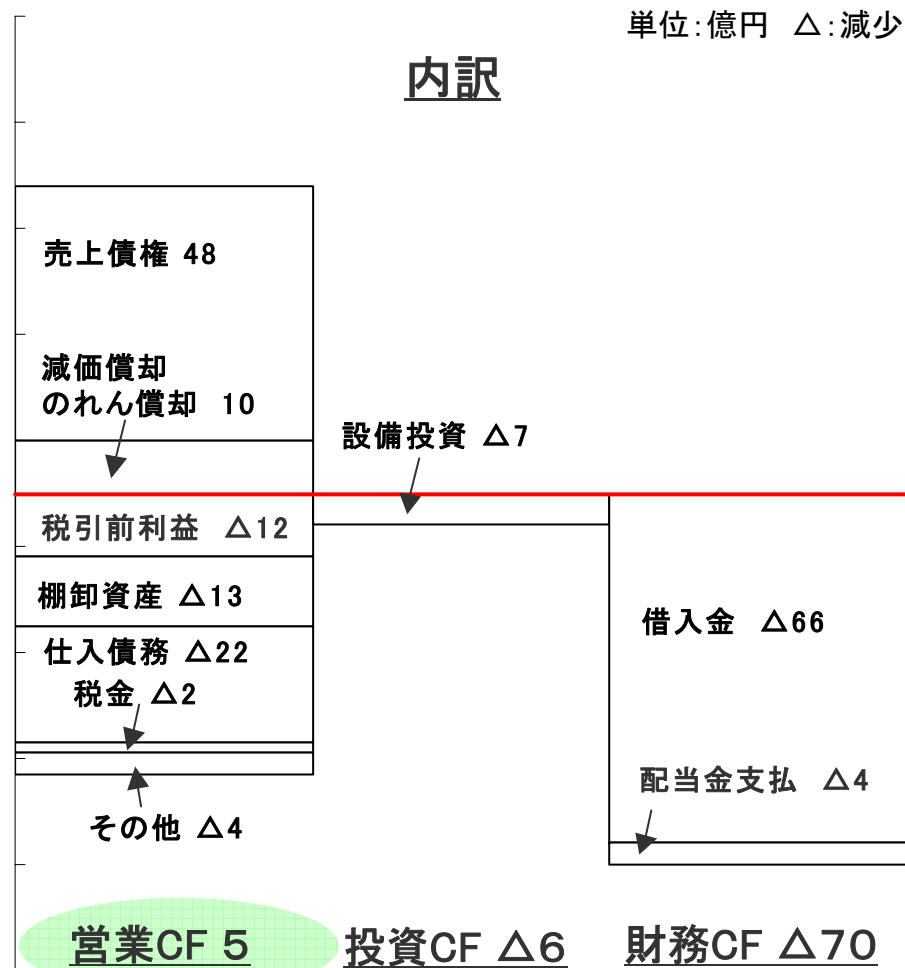 単位:億円 △:減少
内訳
売上債権 48
減価償却
のれん償却 10
設備投資 △7
税引前利益 △12
棚卸資産 △13
仕入債務 △22
税金 △2
その他 △4
借入金 △66
配当金支払 △4
営業CF 5
投資CF △6
財務CF △70